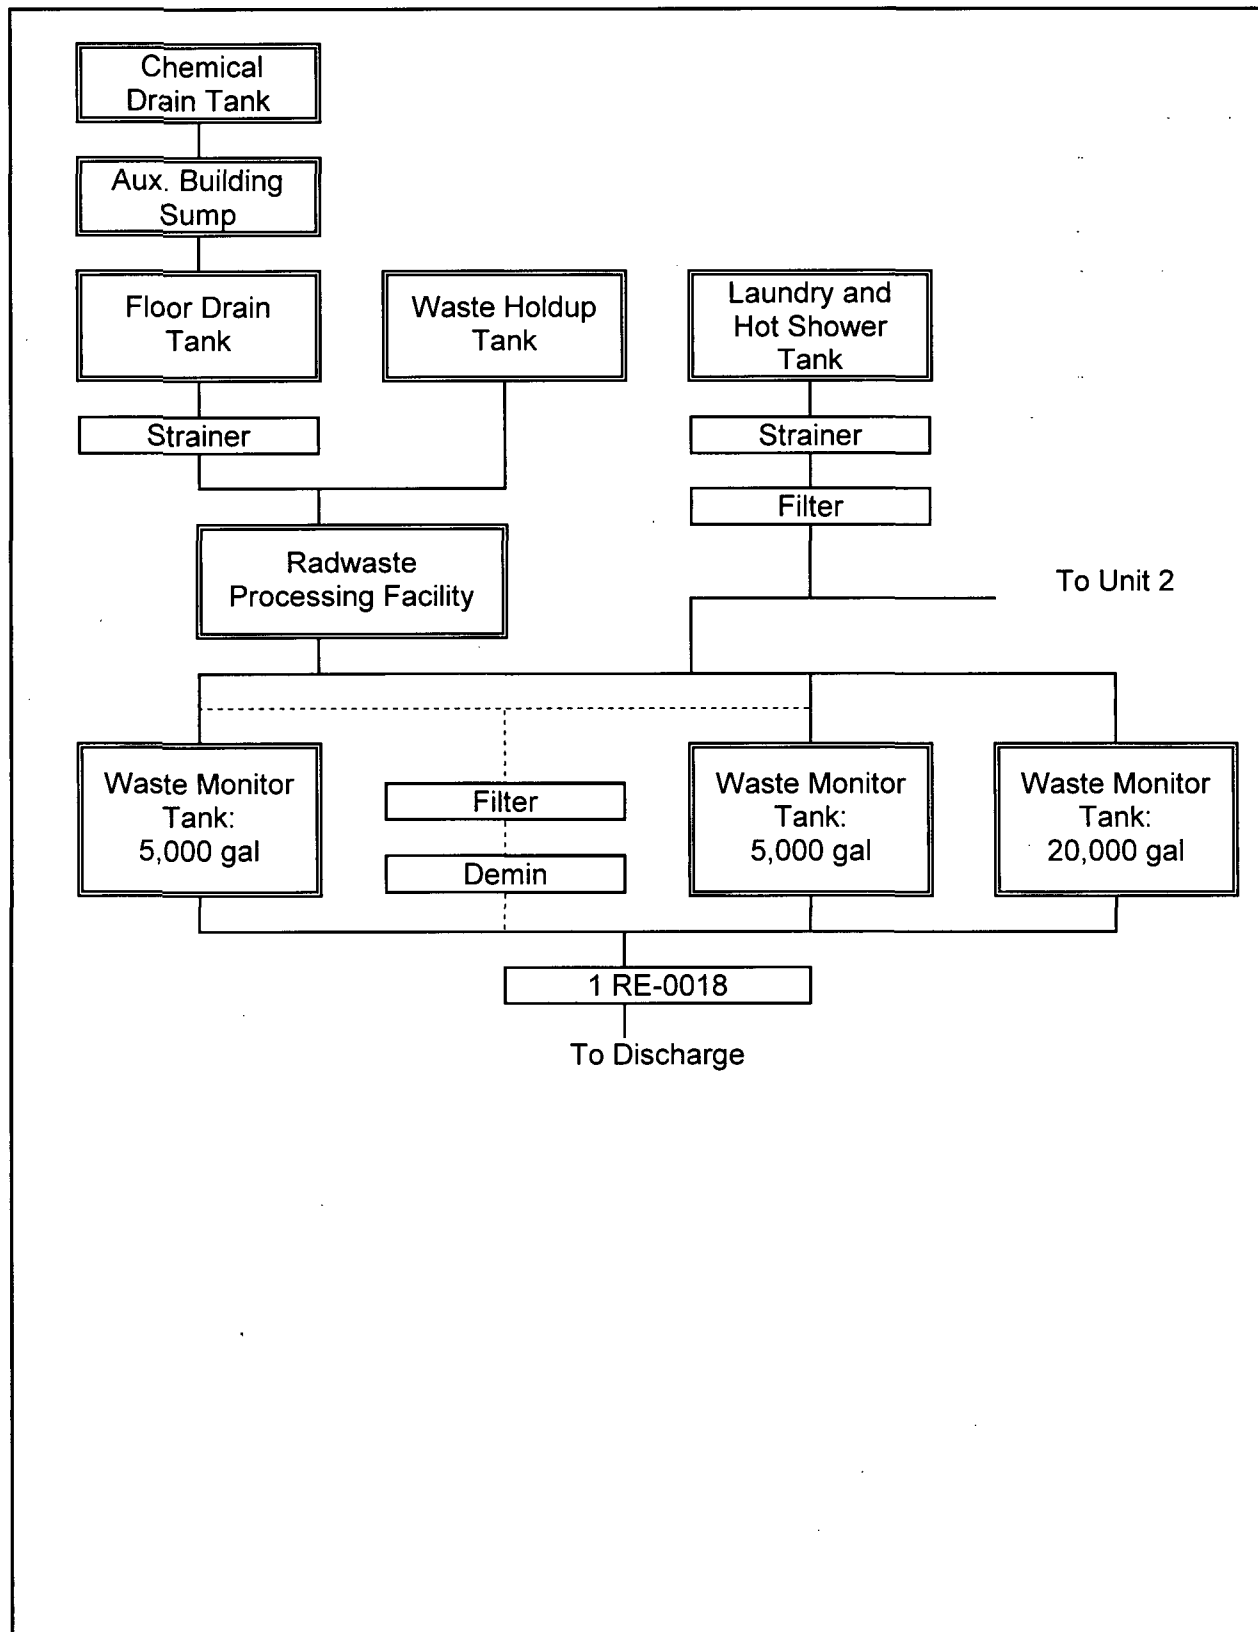 Chemical
Drain Tank
Aux. Building
Sump
Floor Drain
Tank
Waste Holdup
Tank
Laundry and
Hot Shower
Tank
Strainer
Strainer
Filter
Radwaste
Processing Facility
To Unit 2
Waste Monitor
Tank:
5,000 gal
Filter
Demin
Waste Monitor
Tank:
5,000 gal
Waste Monitor
Tank:
20,000 gal
1 RE-0018
To Discharge